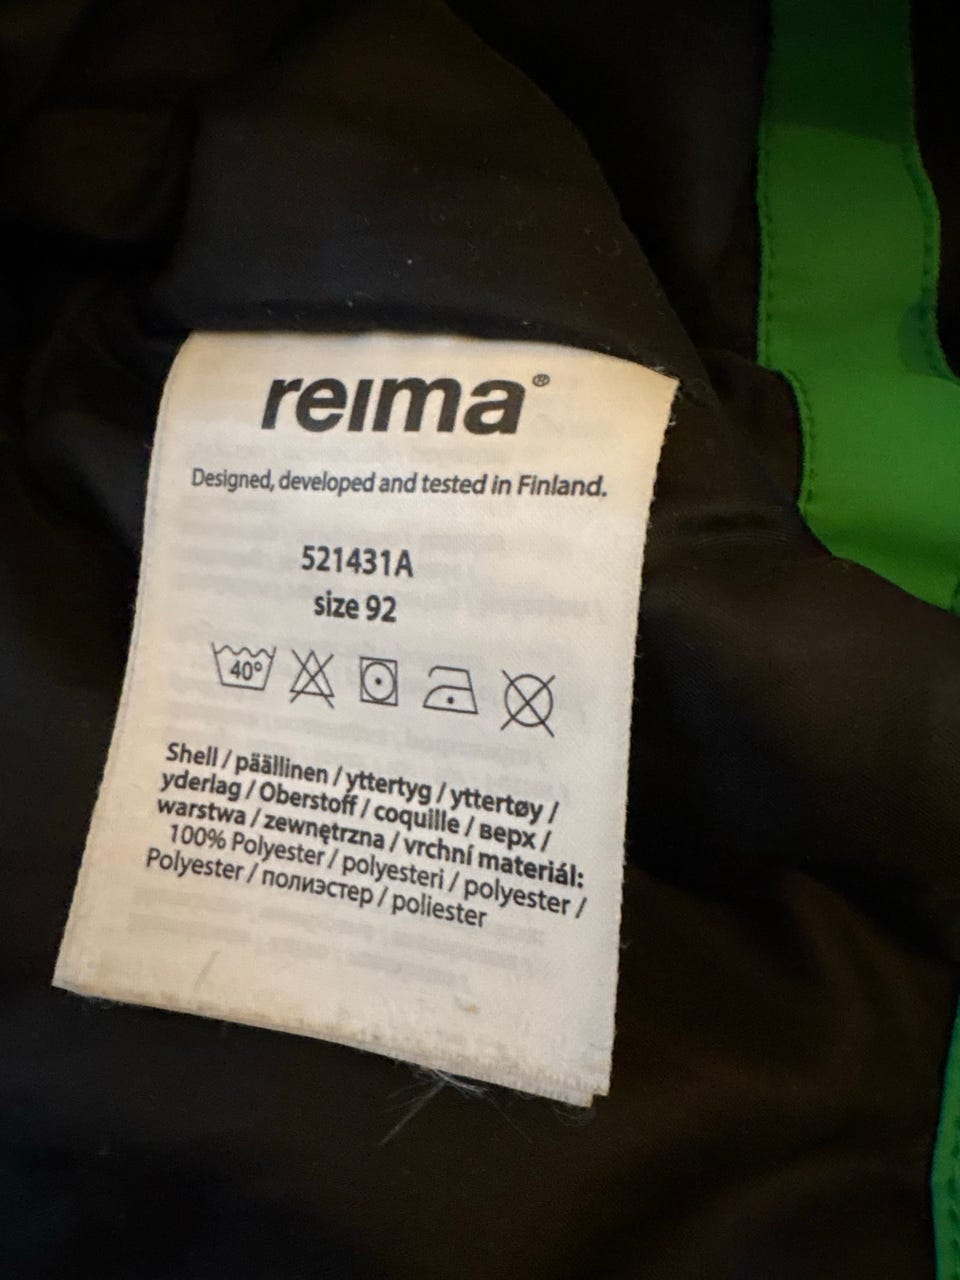 reima®
Designed, developed and tested in Finland.
521431A
size 92
40°
Shell / päällinen / yttertyg / yttertøy /
yderlag / Oberstoff / coquille / верх /
warstwa / zewnętrzna / vrchní materiál:
100% Polyester / polyesteri / polyester /
Polyester / полиэстер / poliester